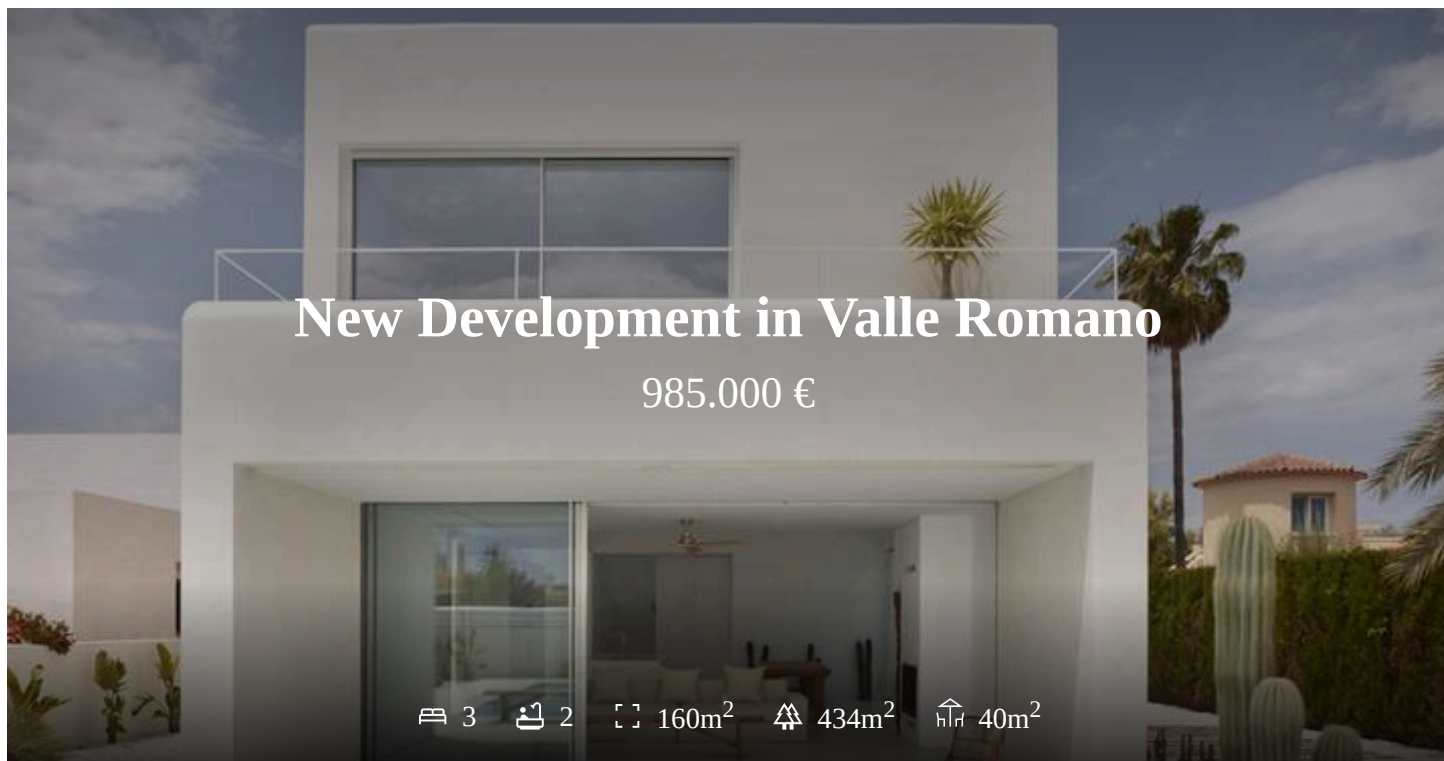 New Development in Valle Romano
985.000 €
3 2 160m² 434m² 40m²